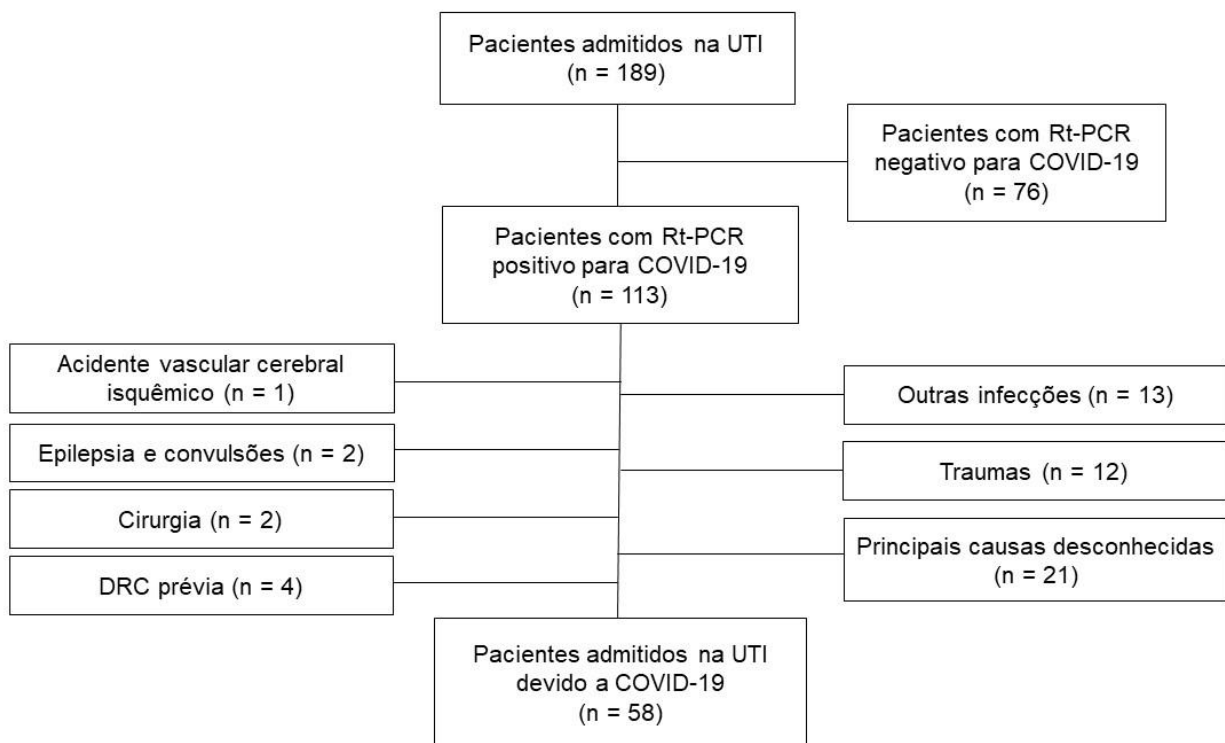 Pacientes admitidos na UTI
(n = 189)
Pacientes com Rt-PCR
negativo para COVID-19
(n = 76)
Pacientes com Rt-PCR
positivo para COVID-19
(n = 113)
Acidente vascular cerebral
isquêmico (n = 1)
Epilepsia e convulsões (n = 2)
Cirurgia (n = 2)
DRC prévia (n = 4)
Outras infecções (n = 13)
Traumas (n = 12)
Principais causas desconhecidas
(n = 21)
Pacientes admitidos na UTI
devido a COVID-19
(n = 58)